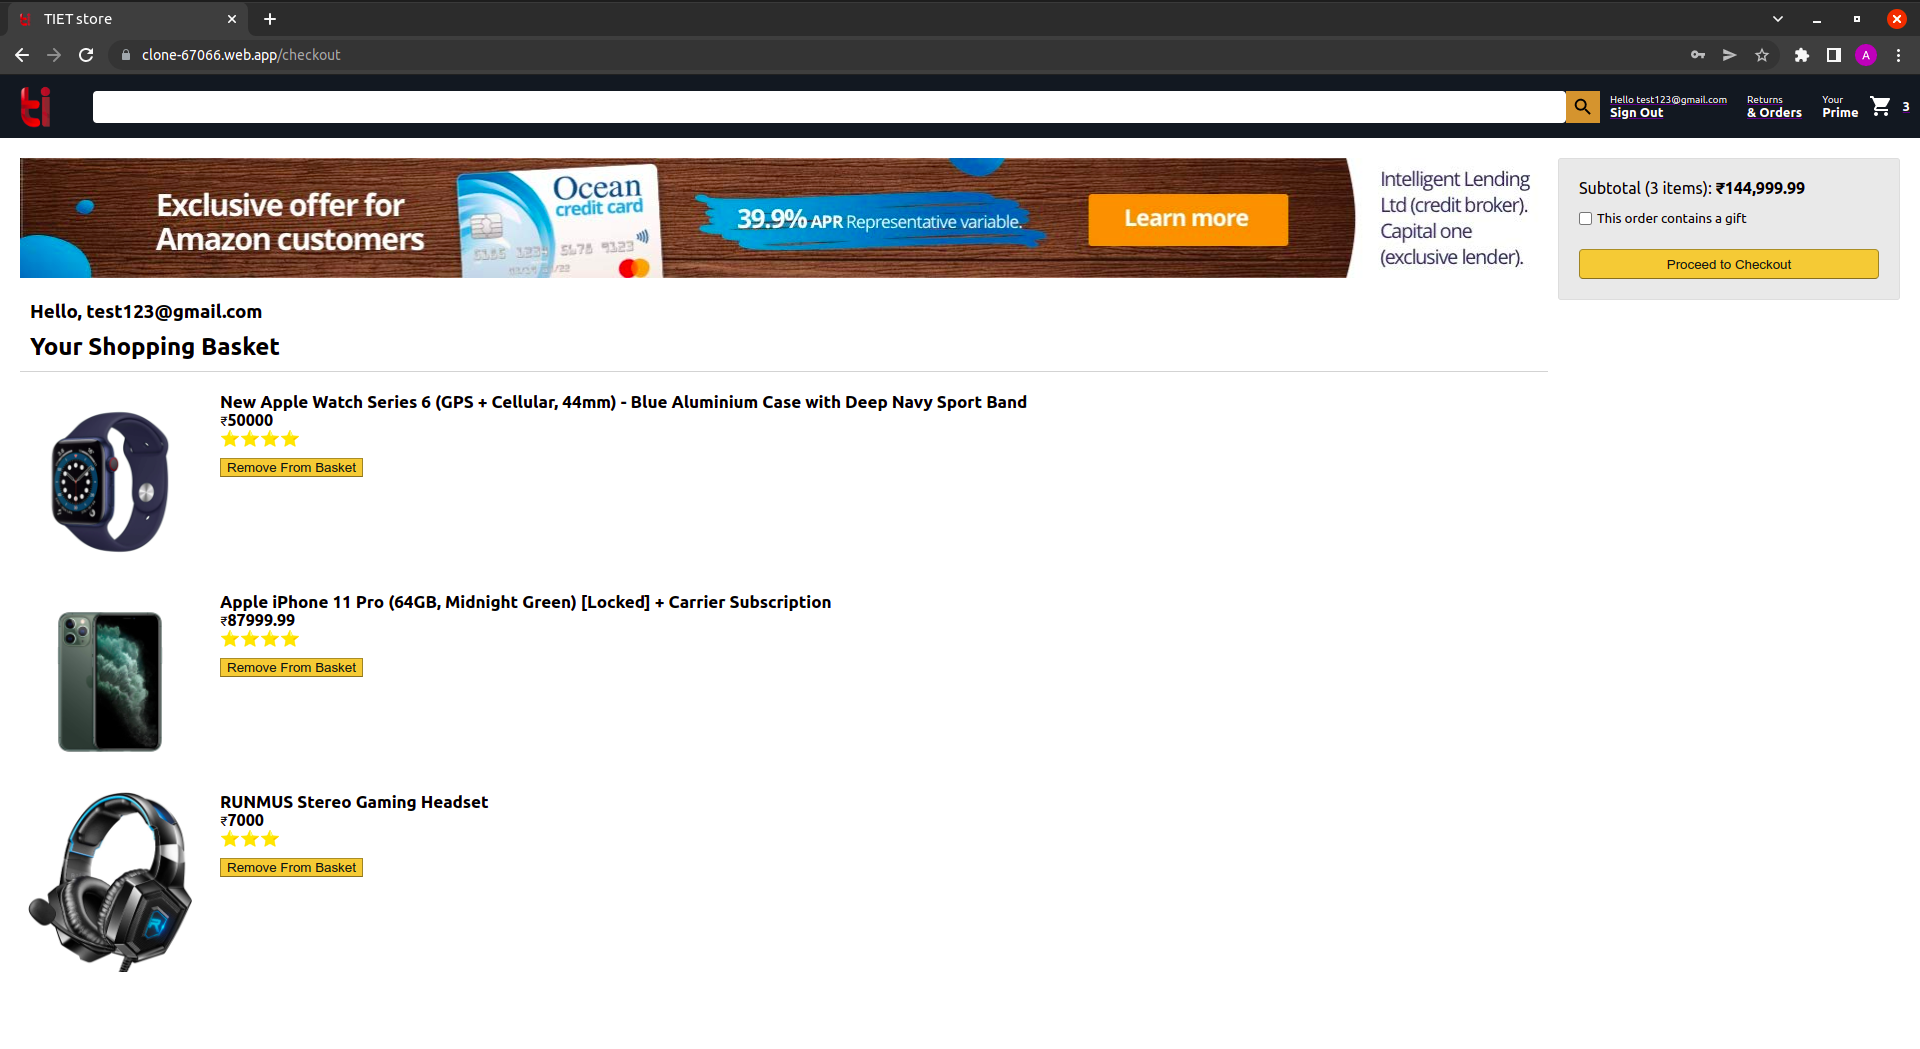 TIET store
clone-67066.web.app/checkout
A
ti
Hello test123@gmail.com
Sign Out
Returns
& Orders
Your
Prime
3
Exclusive offer for
Amazon customers
Ocean
credit card
39.9% APR Representative variable.
Learn more
Intelligent Lending
Ltd (credit broker).
Capital one
(exclusive lender).
Subtotal (3 items): ₹144,999.99
This order contains a gift
Proceed to Checkout
Hello, test123@gmail.com
Your Shopping Basket
New Apple Watch Series 6 (GPS + Cellular, 44mm) - Blue Aluminium Case with Deep Navy Sport Band
₹50000
Remove From Basket
Apple iPhone 11 Pro (64GB, Midnight Green) [Locked] + Carrier Subscription
₹87999.99
Remove From Basket
RUNMUS Stereo Gaming Headset
₹7000
Remove From Basket